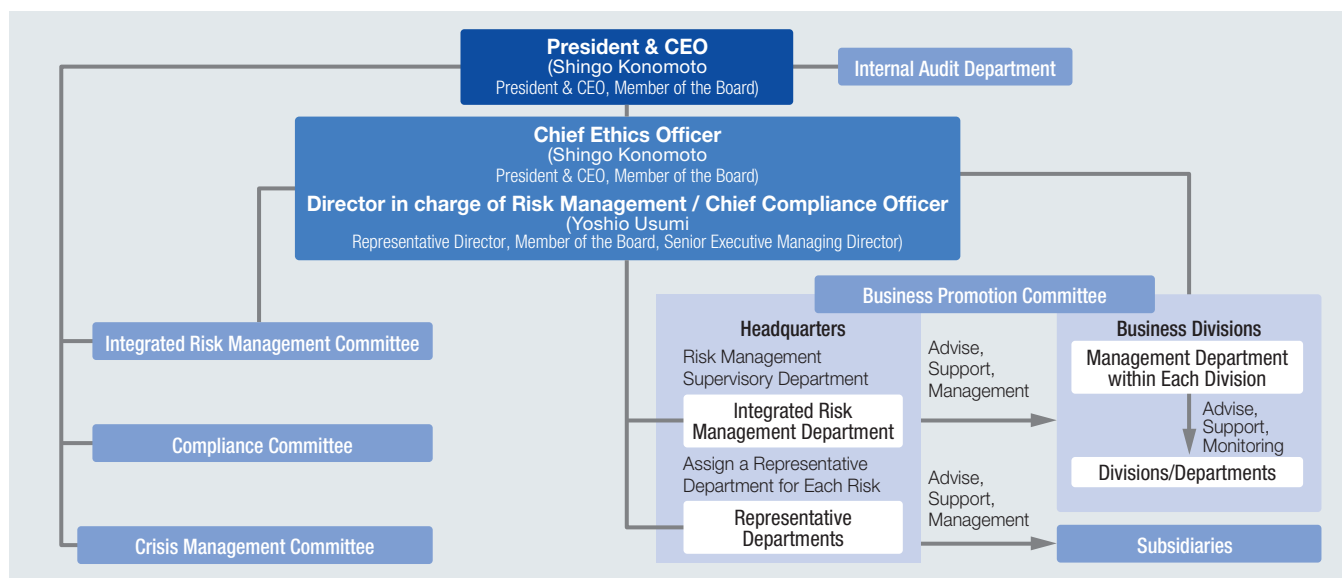 President & CEO
(Shingo Konomoto
President & CEO, Member of the Board)
Internal Audit Department
Chief Ethics Officer
(Shingo Konomoto
President & CEO, Member of the Board)
Director in charge of Risk Management / Chief Compliance Officer
(Yoshio Usumi
Representative Director, Member of the Board, Senior Executive Managing Director)
Integrated Risk Management Committee
Compliance Committee
Crisis Management Committee
Business Promotion Committee
Headquarters
Risk Management
Supervisory Department
Integrated Risk
Management Department
Assign a Representative
Department for Each Risk
Representative
Departments
Advise,
Support,
Management
Advise,
Support,
Management
Business Divisions
Management Department
within Each Division
Advise,
Support,
Monitoring
Divisions/Departments
Subsidiaries